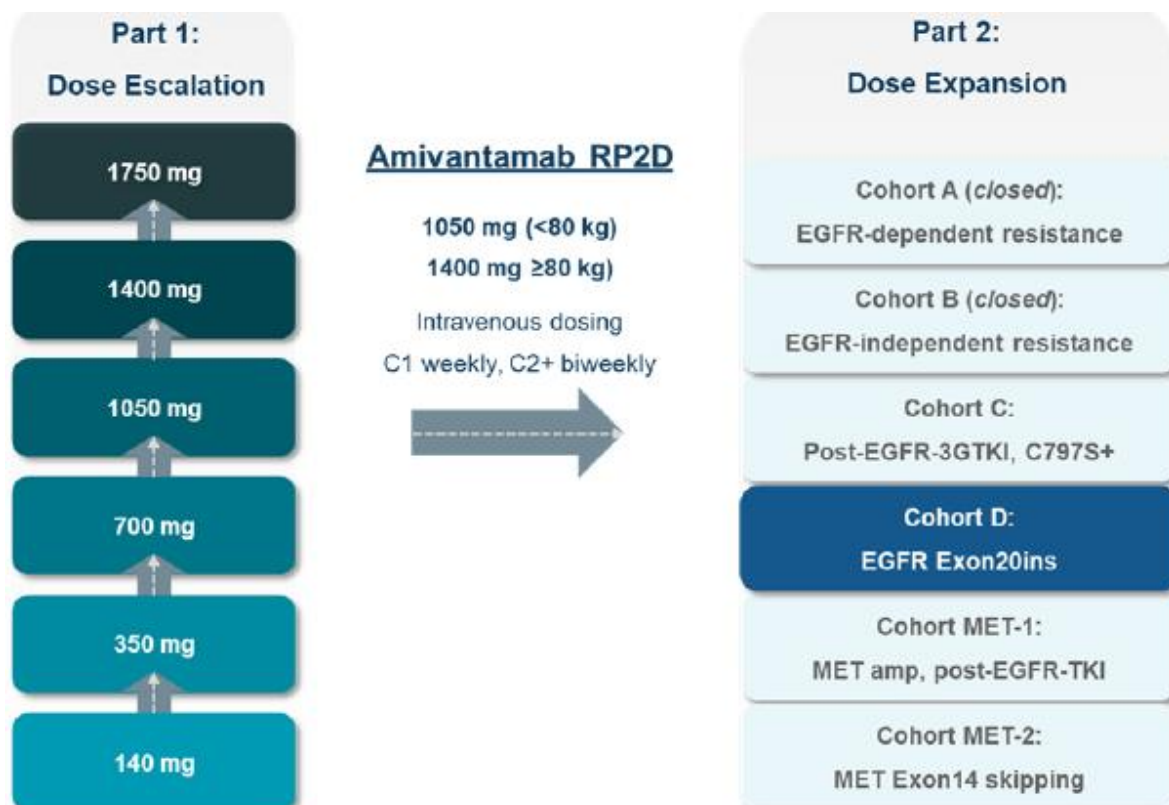 Part 1:
Dose Escalation
1750 mg
1400 mg
1050 mg
700 mg
350 mg
140 mg
Amivantamab RP2D
1050 mg (<80 kg)
1400 mg ≥80 kg)
Intravenous dosing
C1 weekly, C2+ biweekly
Part 2:
Dose Expansion
Cohort A (closed):
EGFR-dependent resistance
Cohort B (closed):
EGFR-independent resistance
Cohort C:
Post-EGFR-3GTKI, C797S+
Cohort D:
EGFR Exon20ins
Cohort MET-1:
MET amp, post-EGFR-TKI
Cohort MET-2:
MET Exon14 skipping